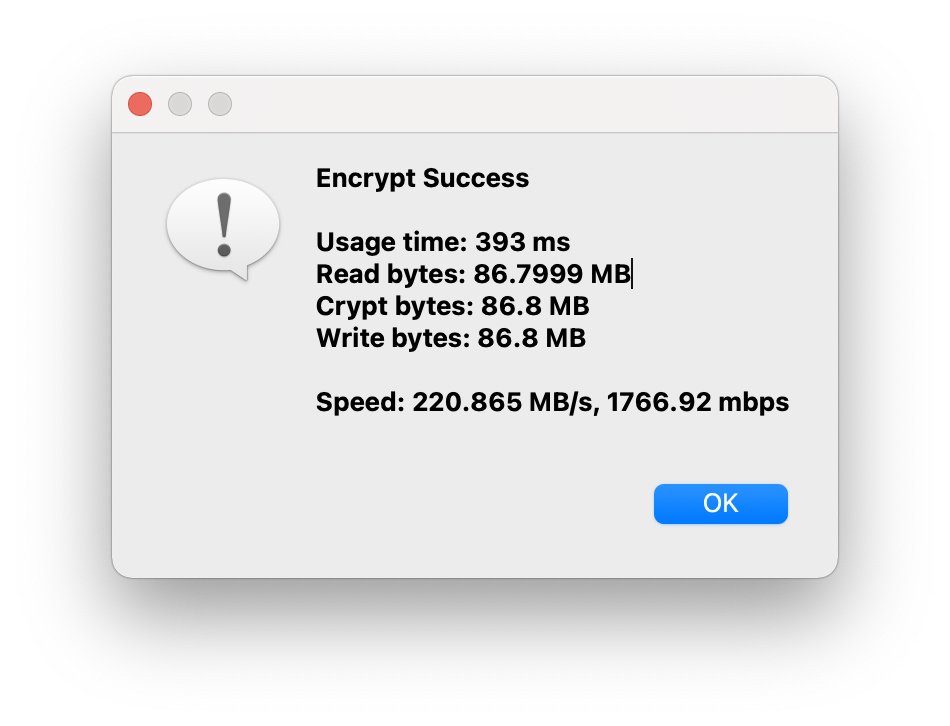 Encrypt Success
Usage time: 393 ms
Read bytes: 86.7999 MB
Crypt bytes: 86.8 MB
Write bytes: 86.8 MB
Speed: 220.865 MB/s, 1766.92 mbps
OK